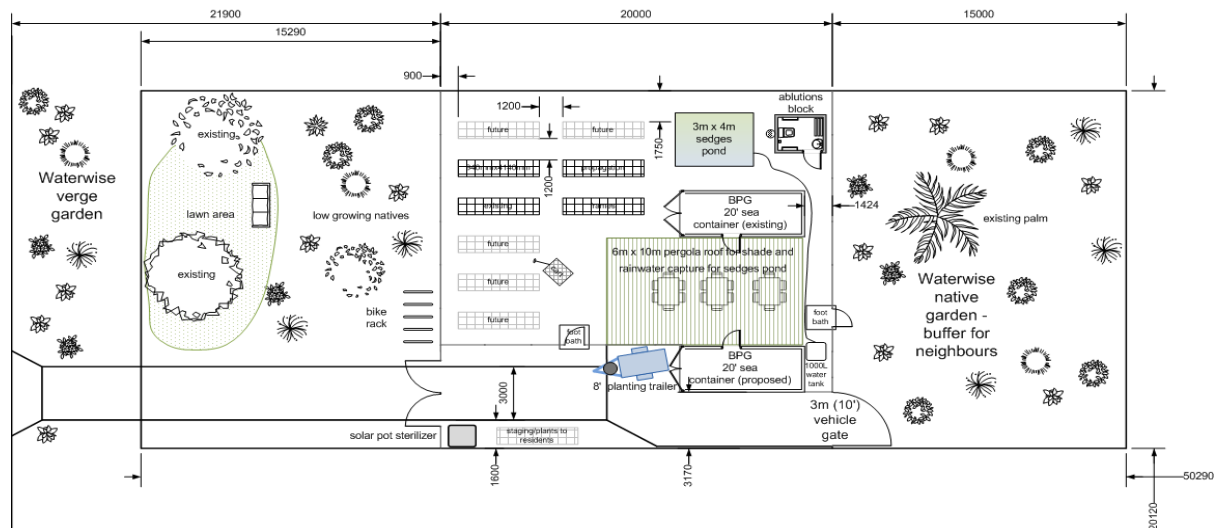 21900
20000
15000
15290
900
1200
ablutions
block
existing
future
future
3m x 4m
sedges
pond
1750
Waterwise
verge
garden
propagation
1200
lawn area
low growing natives
existing
frames
BPG
20' sea
container (existing)
1424
existing palm
future
6m x 10m pergola roof for shade and
rainwater capture for sedges pond
existing
future
Waterwise
native
garden -
buffer for
neighbours
bike
rack
future
foot
bath
foot
bath
BPG
20' sea
container (proposed)
1000L
water
tank
8' planting trailer
3000
3m (10')
vehicle
gate
solar pot sterilizer
staging/plants to
residents
1600
3170
50290
20120